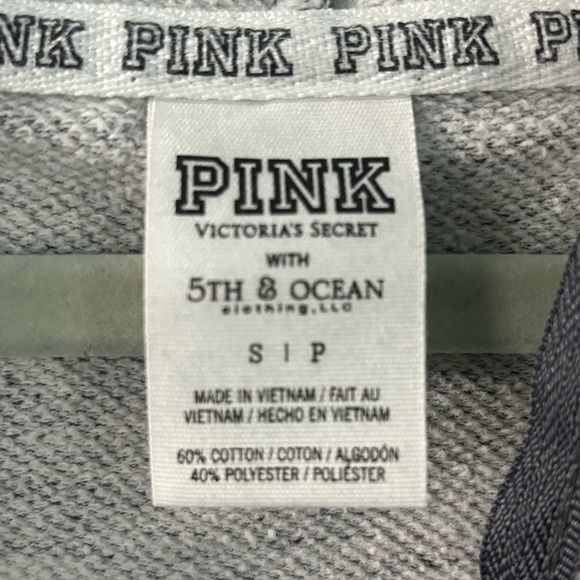 NK PINK PINK P
PINK
VICTORIA'S SECRET
WITH
5TH & OCEAN
clothing, LLC
S | P
MADE IN VIETNAM / FAIT AU
VIETNAM / HECHO EN VIETNAM
60% COTTON / COTON / ALGODÓN
40% POLYESTER / POLIÉSTER